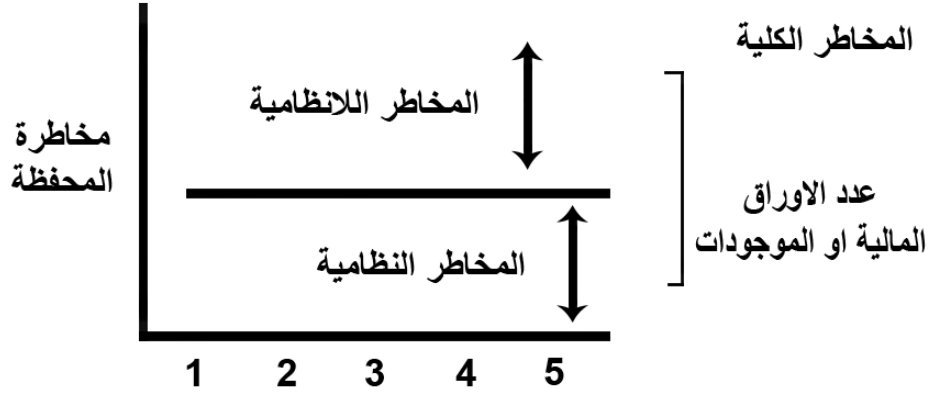 المخاطر الكلية
المخاطر اللانظامية
مخاطرة
المحفظة
عدد الاوراق
المالية او الموجودات
المخاطر النظامية
1 2 3 4 5